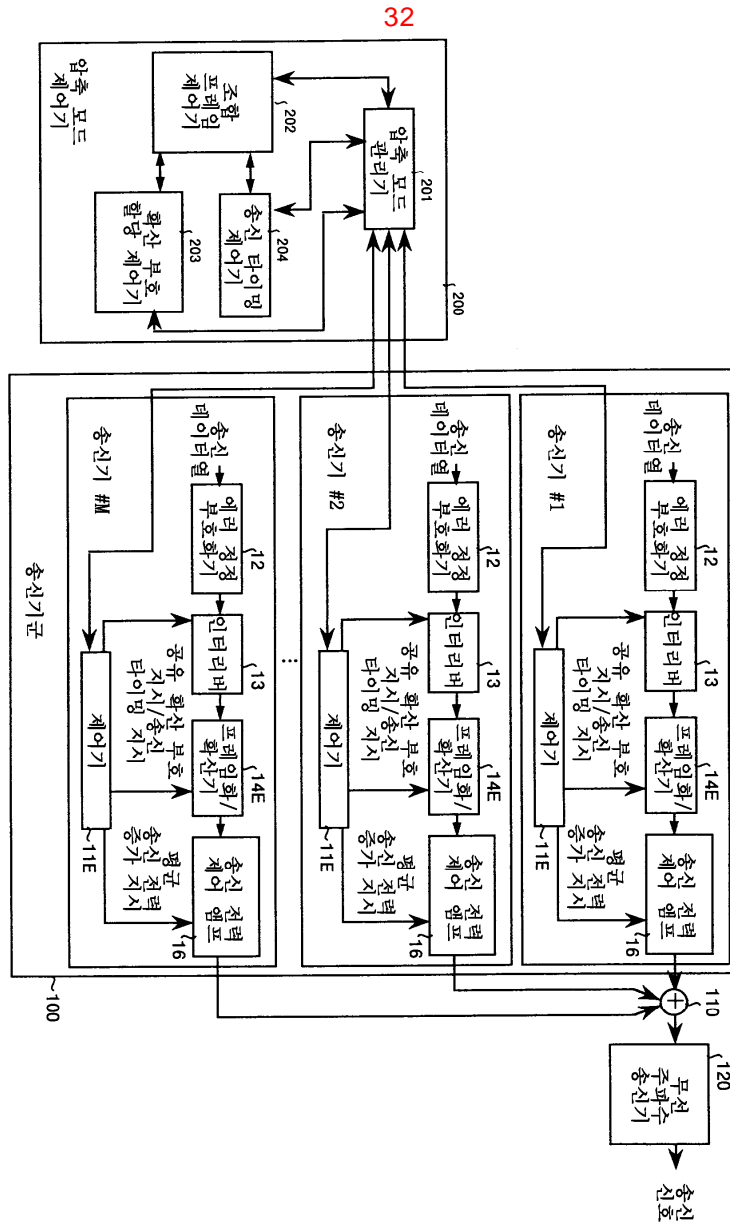 32
송신기 #1
송신
데이터열
에러 정정
부호화기
12
인터리버
13
프레임화/
확산기
14E
송신 전력
제어 앰프
16
공유 확산 부호
지시/송신
타이밍 지시
평균
송신 전력
증가 지시
제어기
11E
송신기 #2
송신
데이터열
에러 정정
부호화기
12
인터리버
13
프레임화/
확산기
14E
송신 전력
제어 앰프
16
공유 확산 부호
지시/송신
타이밍 지시
평균
송신 전력
증가 지시
제어기
11E
...
송신기 #M
송신
데이터열
에러 정정
부호화기
12
인터리버
13
프레임화/
확산기
14E
송신 전력
제어 앰프
16
공유 확산 부호
지시/송신
타이밍 지시
평균
송신 전력
증가 지시
제어기
11E
송신기군
100
110
무선
주파수
송신기
120
송신
신호
압축 모드
관리기
201
조합
프레임
제어기
202
송신 타이밍
제어기
204
확산 부호
할당 제어기
203
압축 모드
제어기
200